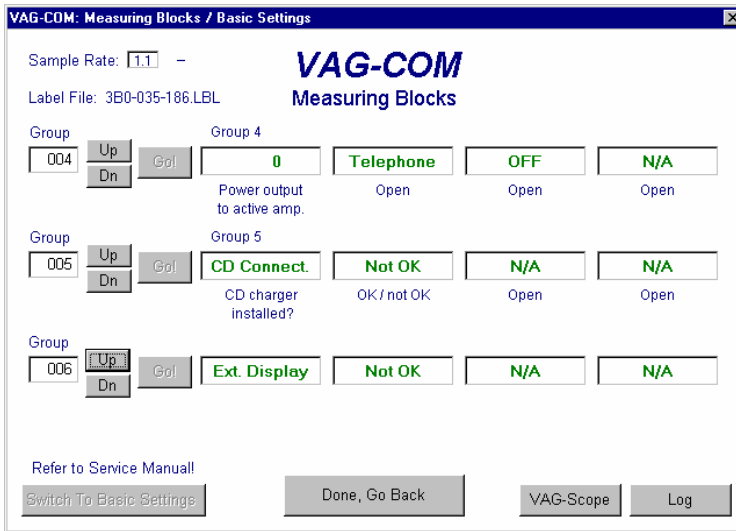 VAG-COM: Measuring Blocks / Basic Settings
Sample Rate: 1.1 –
VAG-COM
Label File: 3B0-035-186.LBL
Measuring Blocks
Group
Group 4
004 Up Dn Go! 0 Telephone OFF N/A
Power output Open Open Open
to active amp.
Group
Group 5
005 Up Dn Go! CD Connect. Not OK N/A N/A
CD charger OK / not OK Open Open
installed?
Group
006 Up Dn Go! Ext. Display Not OK N/A N/A
Refer to Service Manual!
Switch To Basic Settings Done, Go Back VAG-Scope Log